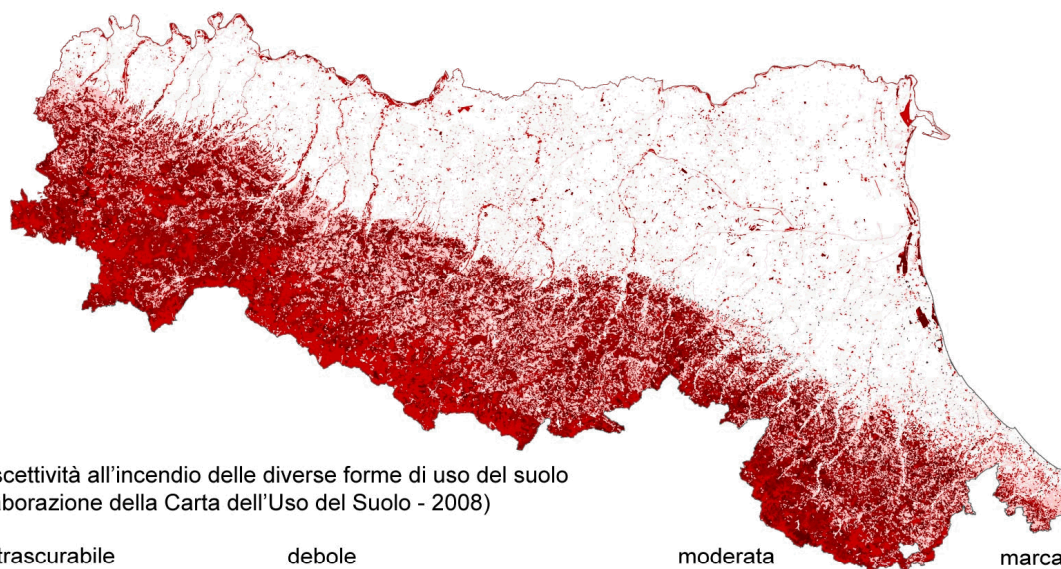 scettività all'incendio delle diverse forme di uso del suolo
aborazione della Carta dell'Uso del Suolo - 2008)
trascurabile debole moderata marca